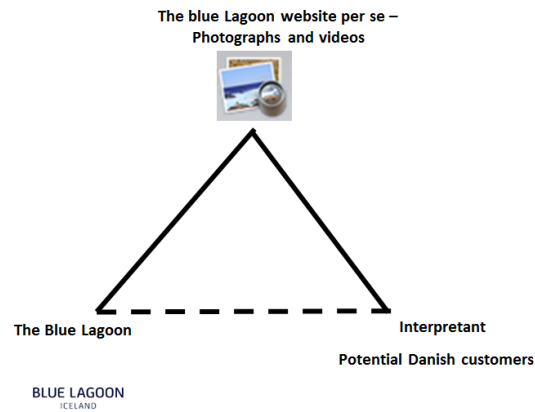 The blue Lagoon website per se –
Photographs and videos
The Blue Lagoon
Interpretant
Potential Danish customers
BLUE LAGOON
ICELAND